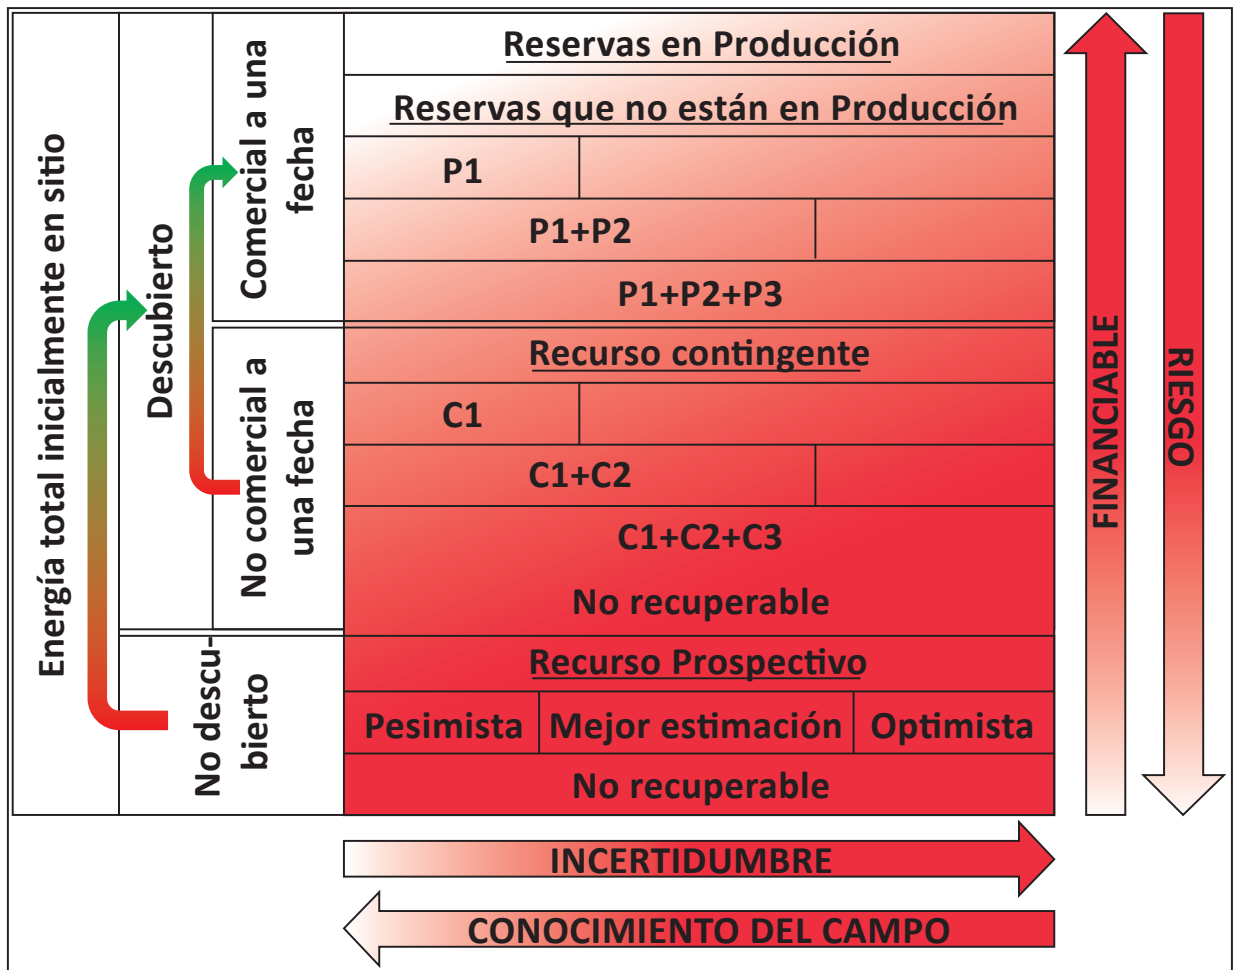 Energía total inicialmente en sitio
Descubierto
Comercial a una
fecha
No comercial a
una fecha
No descu-
bierto
Reservas en Producción
Reservas que no están en Producción
P1
P1+P2
P1+P2+P3
Recurso contingente
C1
C1+C2
C1+C2+C3
No recuperable
Recurso Prospectivo
Pesimista
Mejor estimación
Optimista
No recuperable
FINANCIABLE
RIESGO
INCERTIDUMBRE
CONOCIMIENTO DEL CAMPO